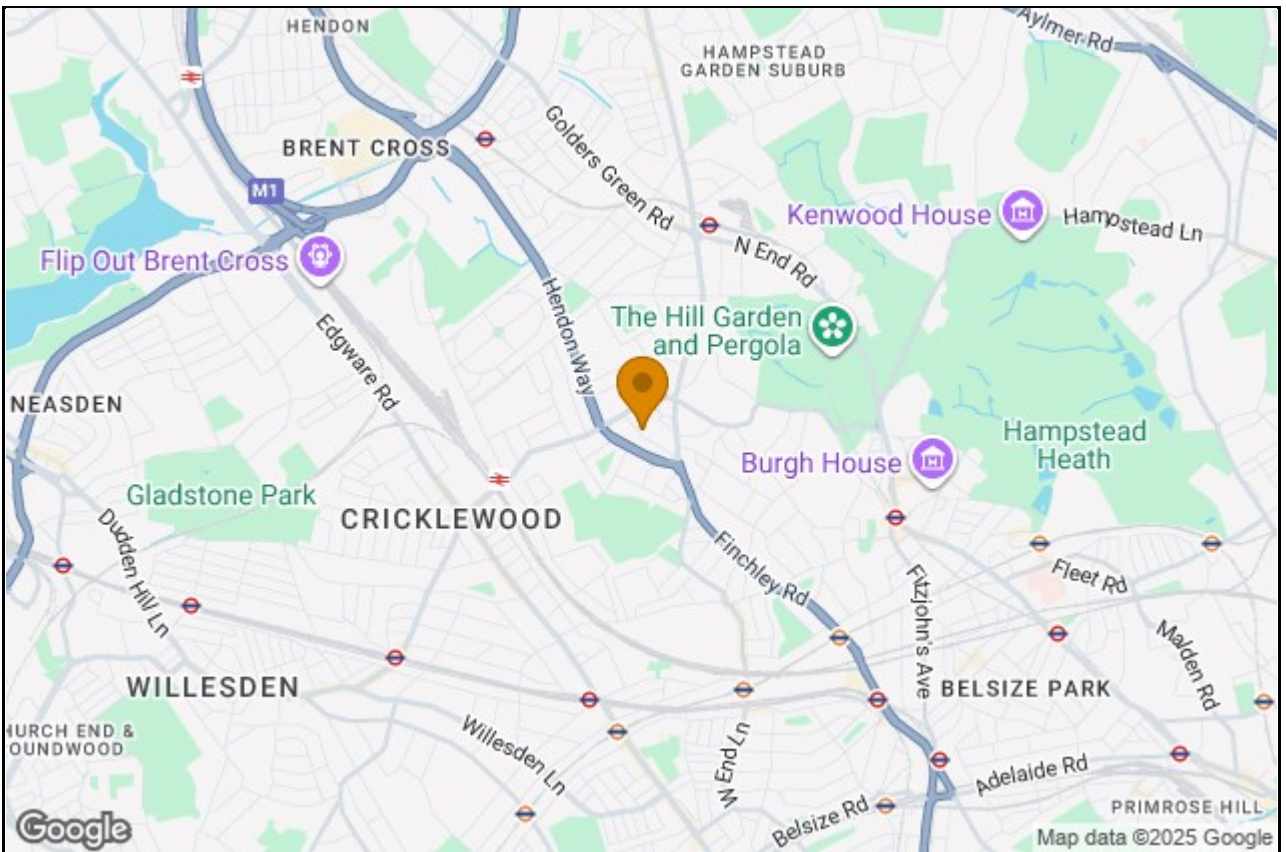 HENDON
Aylmer Rd
HAMPSTEAD
GARDEN SUBURB
BRENT CROSS
Golders Green Rd
M1
Kenwood House
Hampstead Ln
Flip Out Brent Cross
N End Rd
Hendon Way
The Hill Garden
and Pergola
Edgware Rd
NEASDEN
Hampstead
Heath
Burgh House
Gladstone Park
CRICKLEWOOD
Dudden Hill Ln
Finchley Rd
Fleet Rd
Fitzjohn's Ave
Malden Rd
WILLESDEN
BELSIZE PARK
HURCH END &
OUNDWOOD
Willesden Ln
W End Ln
Adelaide Rd
Belsize Rd
PRIMROSE HILL
Google
Map data ©2025 Google